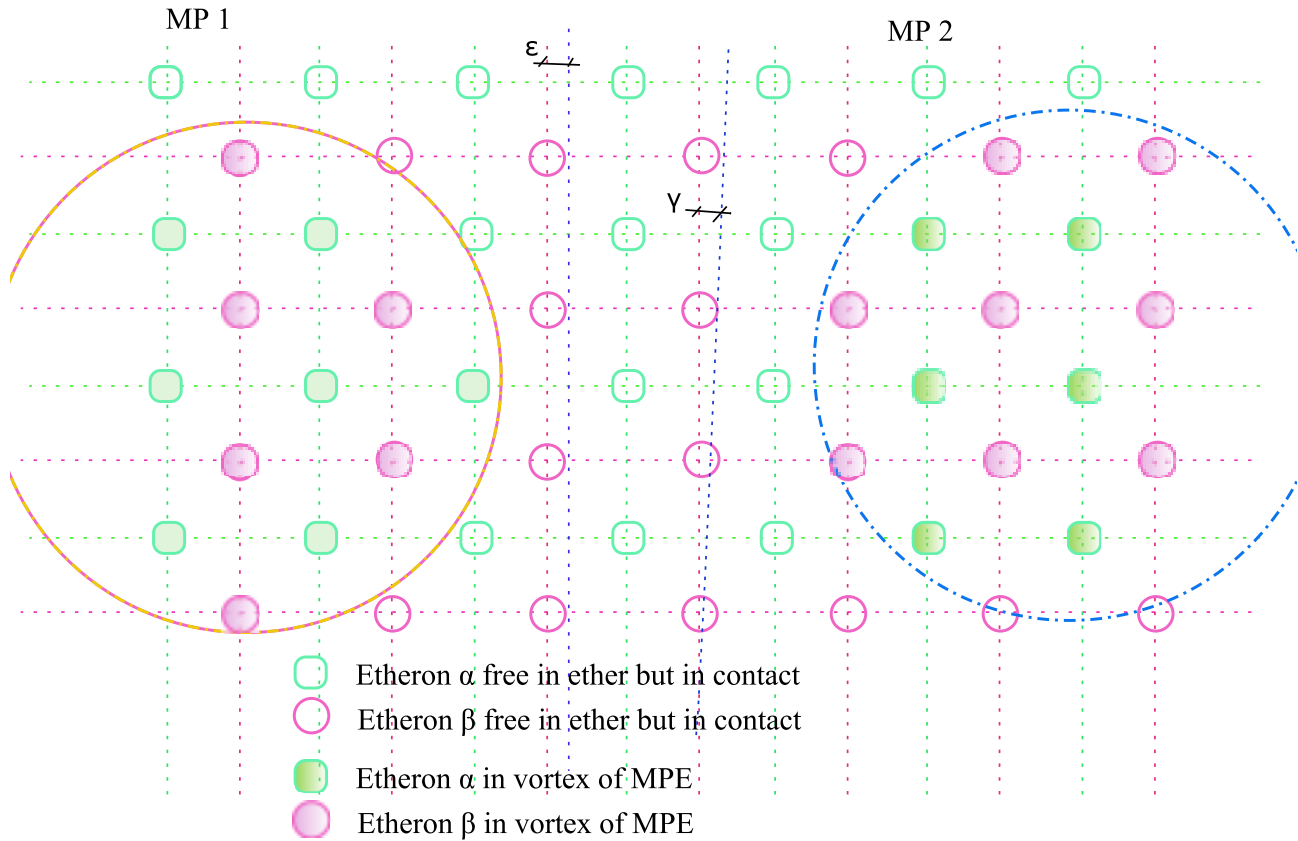 MP 1
MP 2
ε
γ
Etheron α free in ether but in contact
Etheron β free in ether but in contact
Etheron α in vortex of MPE
Etheron β in vortex of MPE